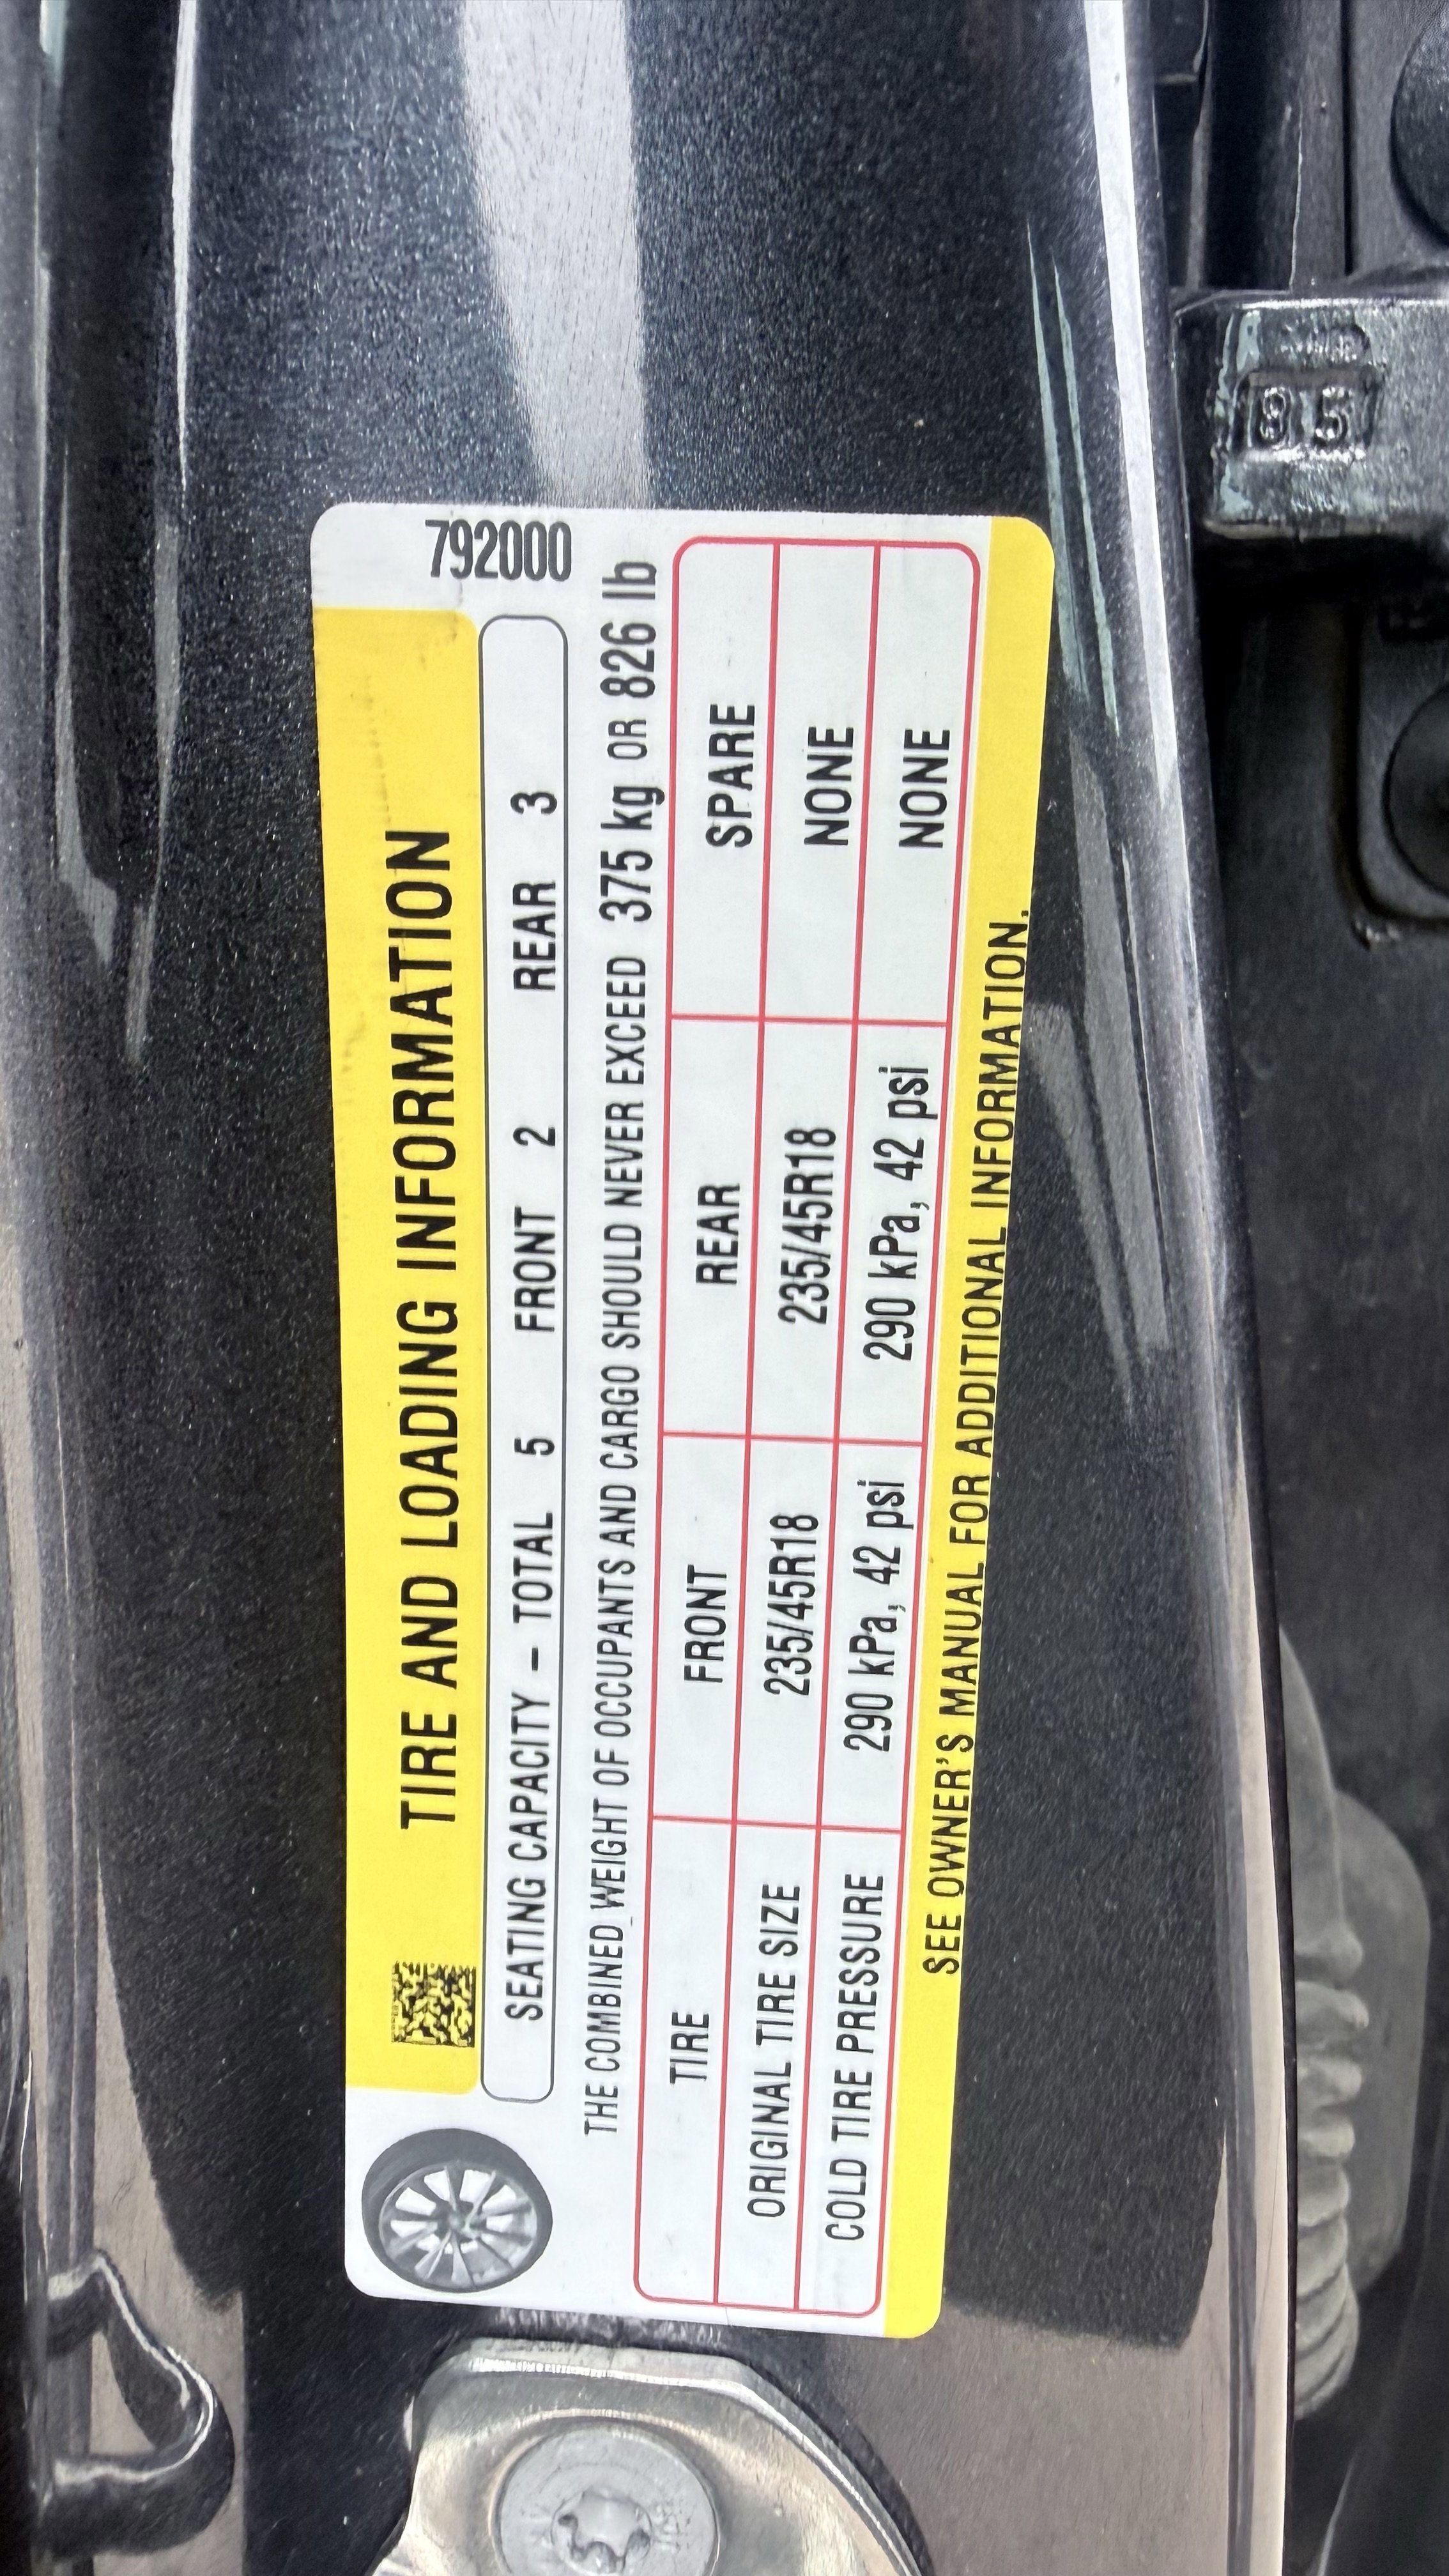 792000
TIRE AND LOADING INFORMATION
SEATING CAPACITY – TOTAL 5 FRONT 2 REAR 3
THE COMBINED WEIGHT OF OCCUPANTS AND CARGO SHOULD NEVER EXCEED 375 kg OR 826 lb
TIRE FRONT REAR SPARE
ORIGINAL TIRE SIZE 235/45R18 235/45R18 NONE
COLD TIRE PRESSURE 290 kPa, 42 psi 290 kPa, 42 psi NONE
SEE OWNER'S MANUAL FOR ADDITIONAL INFORMATION.
85